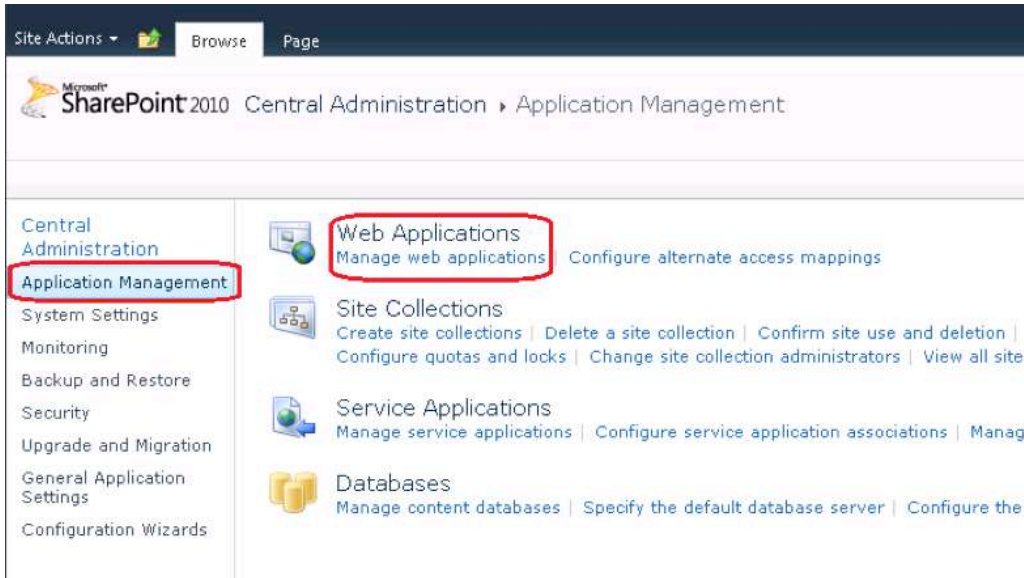 Site Actions Browse Page
Microsoft SharePoint 2010 Central Administration Application Management
Central
Administration
Application Management
System Settings
Monitoring
Backup and Restore
Security
Upgrade and Migration
General Application
Settings
Configuration Wizards
Web Applications
Manage web applications | Configure alternate access mappings
Site Collections
Create site collections | Delete a site collection | Confirm site use and deletion |
Configure quotas and locks | Change site collection administrators | View all site
Service Applications
Manage service applications | Configure service application associations | Manag
Databases
Manage content databases | Specify the default database server | Configure the